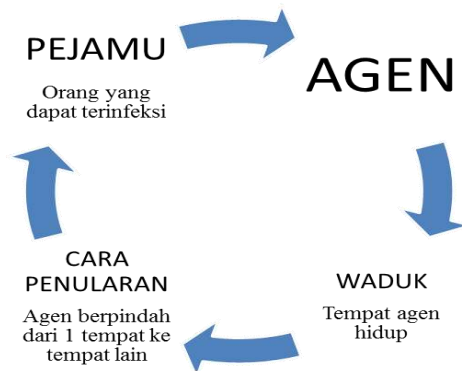 PEJAMU
Orang yang
dapat terinfeksi
AGEN
WADUK
Tempat agen
hidup
CARA
PENULARAN
Agen berpindah
dari 1 tempat ke
tempat lain